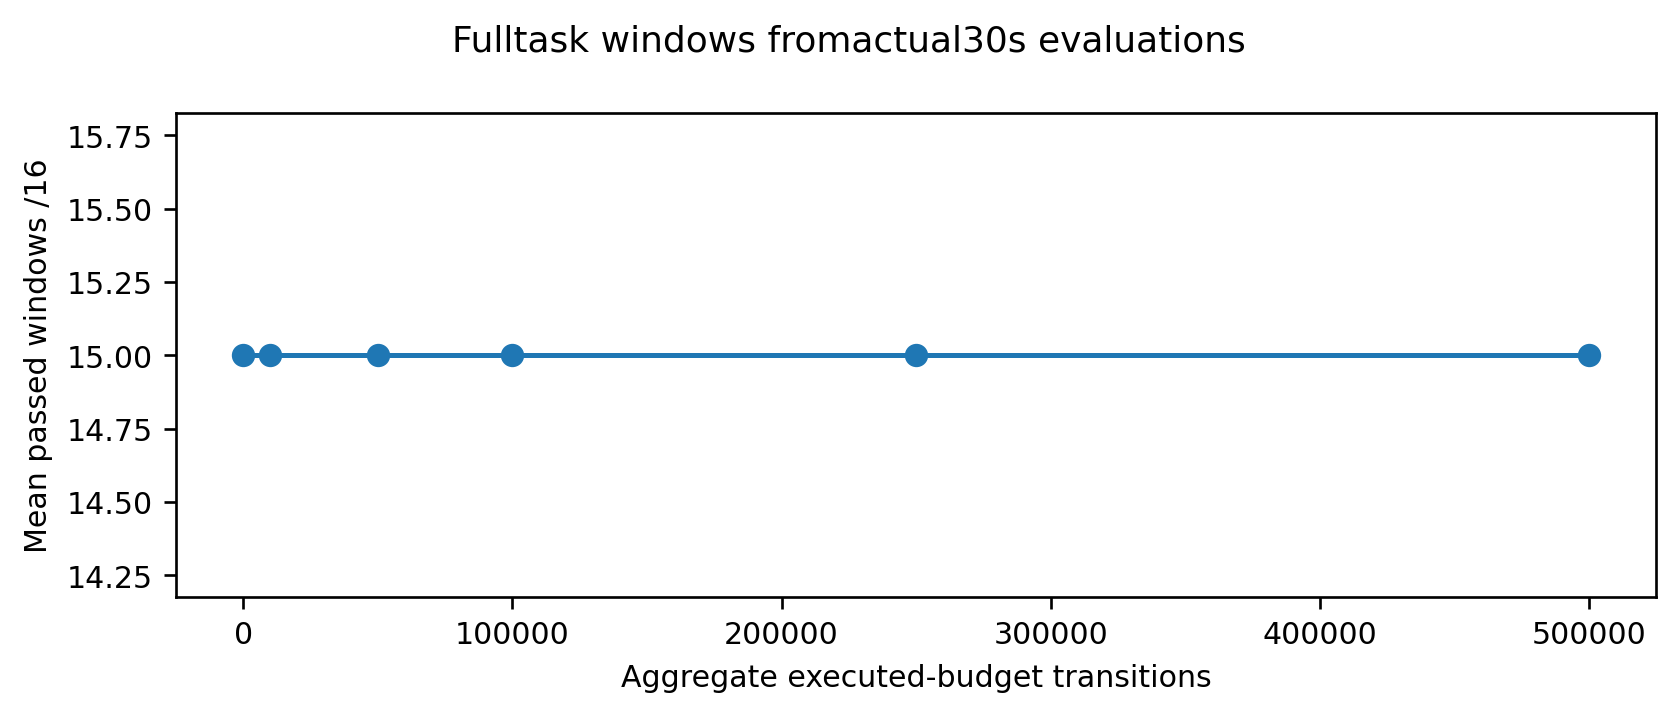 Fulltask windows fromactual30s evaluations
Mean passed windows /16
15.75
15.50
15.25
15.00
14.75
14.50
14.25
0 100000 200000 300000 400000 500000
Aggregate executed-budget transitions